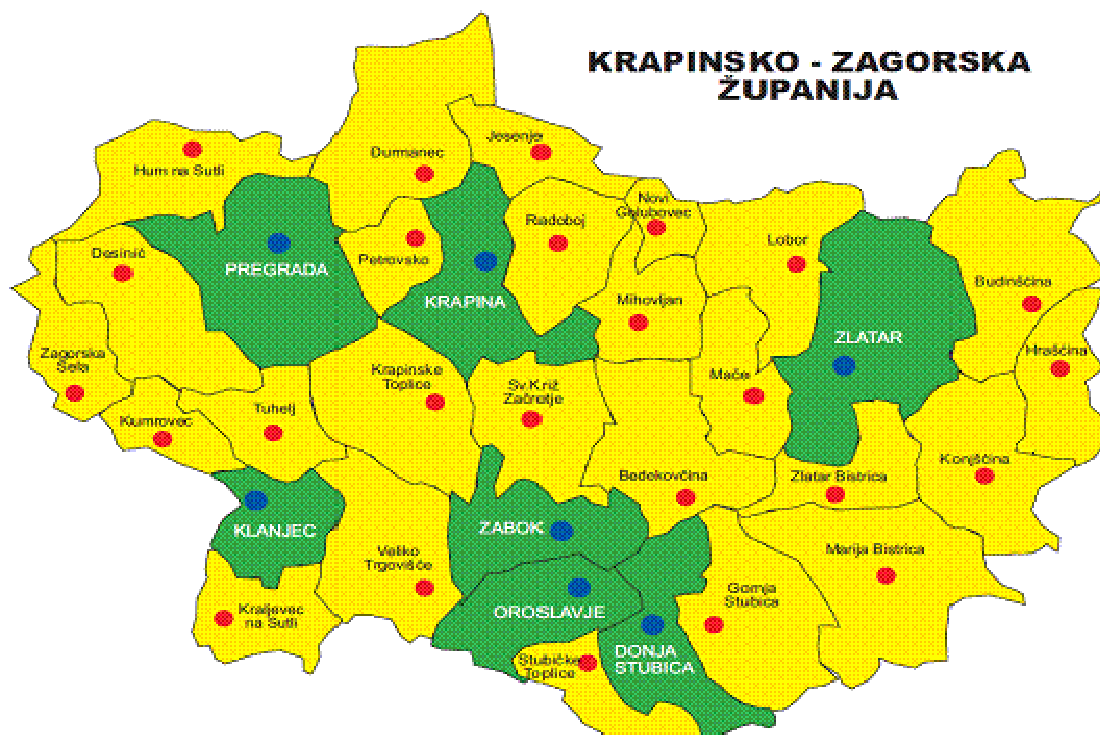 KRAPINSKO - ZAGORSKA
ŽUPANIJA
Jesenje
Durmanec
Hum na Sutli
Novi
Golubovec
Radoboj
Lobor
Desinić
Petrovsko
PREGRADA
KRAPINA
Mihovljan
Budinščina
ZLATAR
Zagorska
Sela
Hrašćina
Krapinske
Toplice
Sv.Križ
Začretje
Mače
Tuhelj
Kumrovec
Konjščina
Bedekovčina
Zlatar Bistrica
KLANJEC
ZABOK
Veliko
Trgovišće
Marija Bistrica
Gornja
Stubica
OROSLAVJE
Kraljevec
na Sutli
DONJA
STUBICA
Stubičke
Toplice